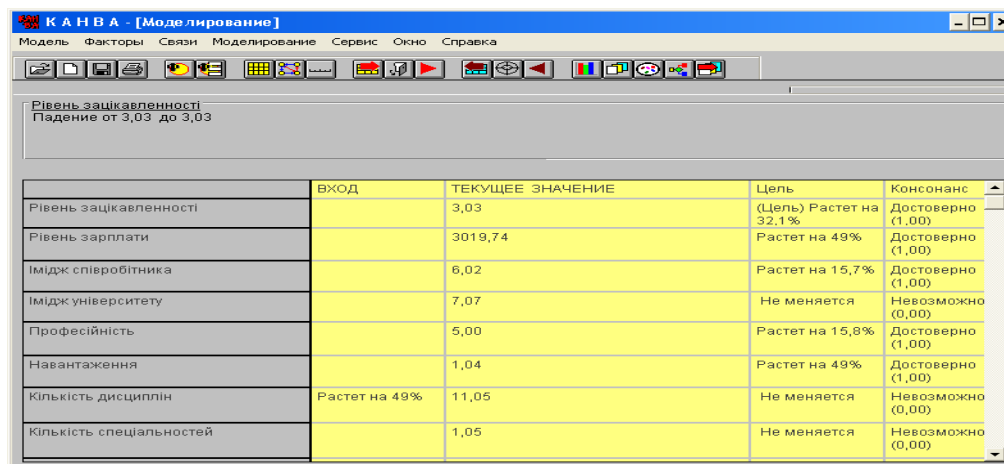 К А Н В А - [Моделирование]
Модель Факторы Связи Моделирование Сервис Окно Справка
Рівень зацікавленності
Падение от 3,03 до 3,03
ВХОД ТЕКУЩЕЕ ЗНАЧЕНИЕ Цель Консонанс
Рівень зацікавленності 3,03 (Цель) Растет на 32,1% Достоверно (1,00)
Рівень зарплати 3019,74 Растет на 49% Достоверно (1,00)
Імідж співробітника 6,02 Растет на 15,7% Достоверно (1,00)
Імідж університету 7,07 Не меняется Невозможно (0,00)
Професійність 5,00 Растет на 15,8% Достоверно (1,00)
Навантаження 1,04 Растет на 49% Достоверно (1,00)
Кількість дисциплін Растет на 49% 11,05 Не меняется Невозможно (0,00)
Кількість спеціальностей 1,05 Не меняется Невозможно (0,00)